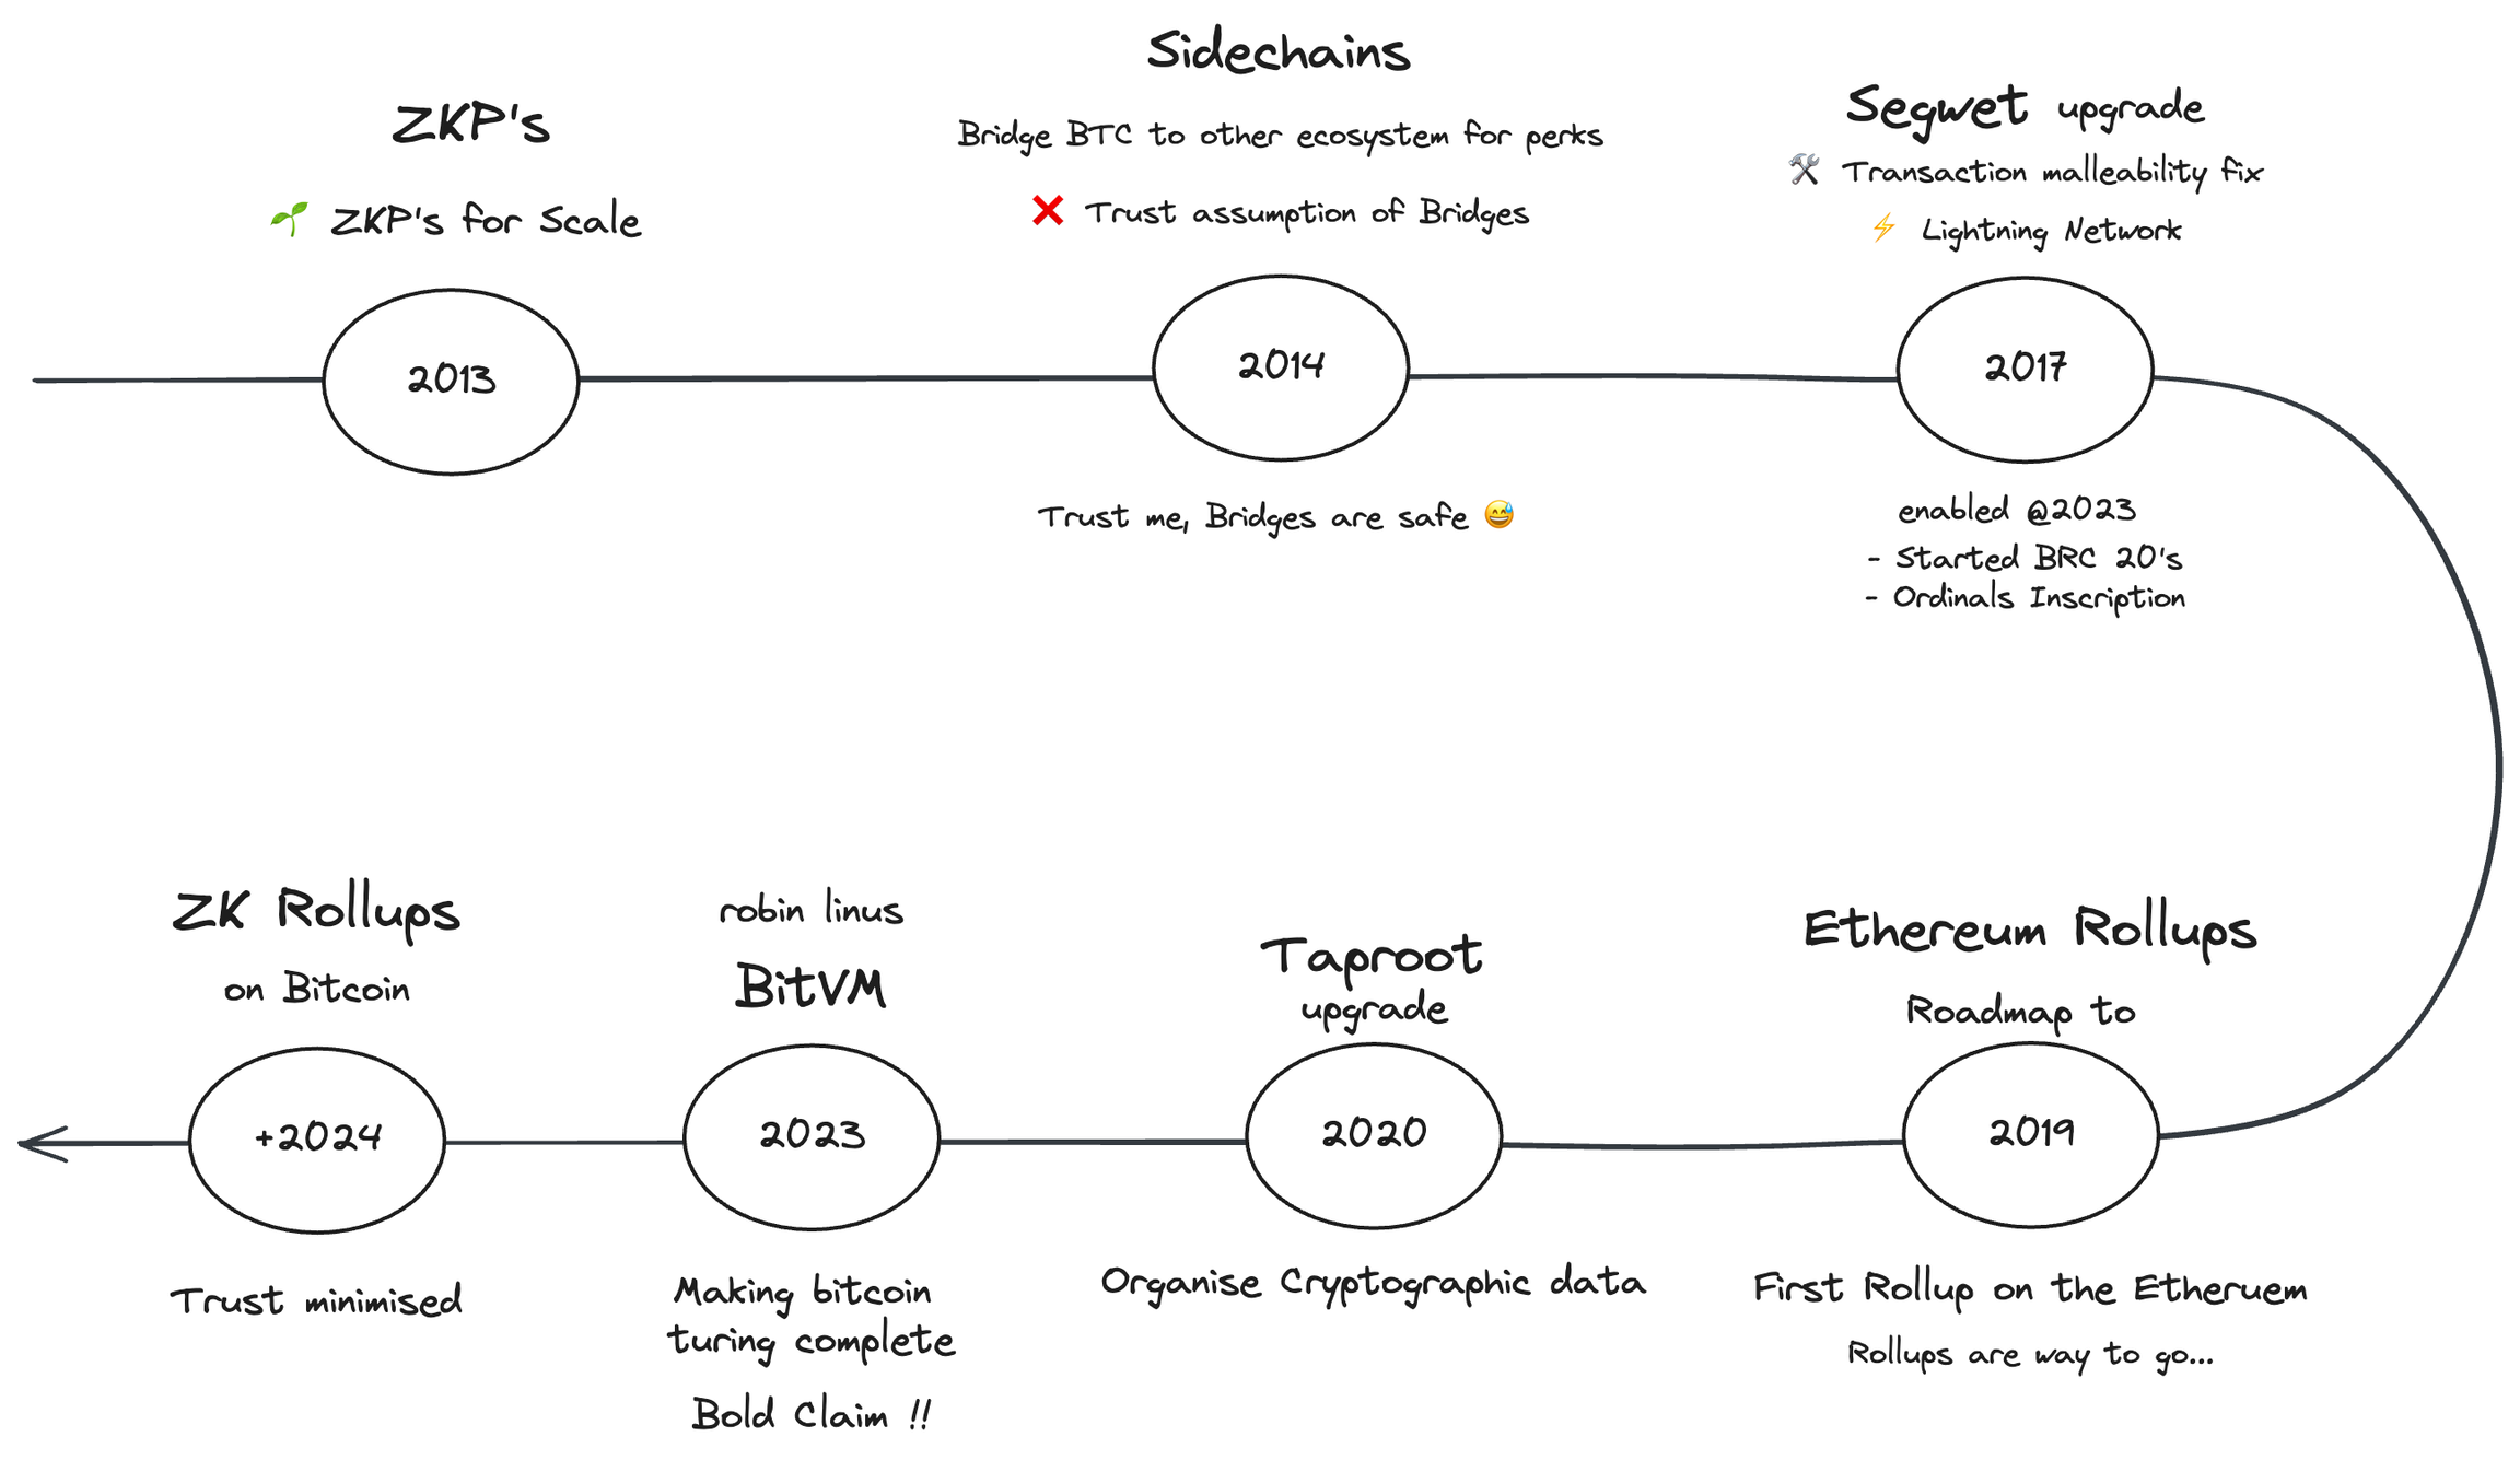 ZKP's
🌱 ZKP's for Scale
2013
Sidechains
Bridge BTC to other ecosystem for perks
❌ Trust assumption of Bridges
2014
Trust me, Bridges are safe 😅
Segwet upgrade
🛠 Transaction malleability fix
⚡ Lightning Network
2017
enabled @2023
- Started BRC 20's
- Ordinals Inscription
Ethereum Rollups
Roadmap to
2019
First Rollup on the Etheruem
Rollups are way to go...
Taproot
upgrade
2020
Organise Cryptographic data
robin linus
BitVM
2023
Making bitcoin
turing complete
Bold Claim !!
ZK Rollups
on Bitcoin
+2024
Trust minimised